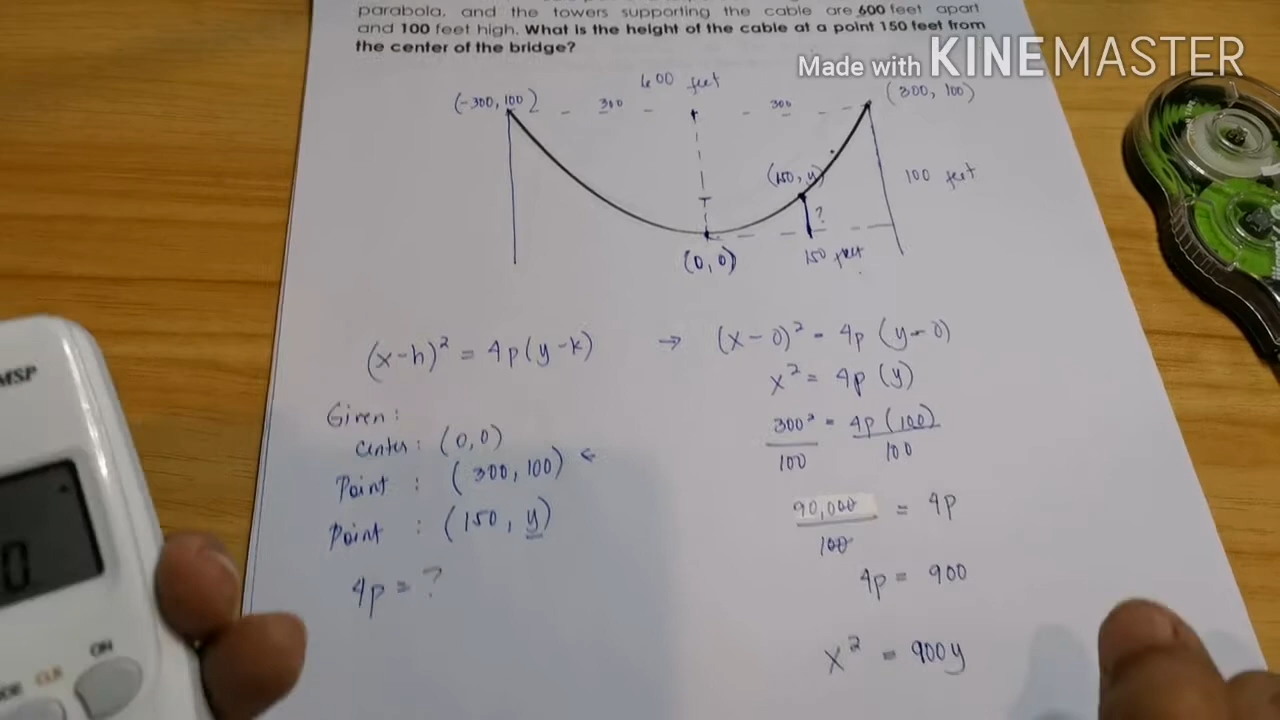 parabola, and the towers supporting the cable are 600 feet apart
and 100 feet high. What is the height of the cable at a point 150 feet from
the center of the bridge?
Made with KINEMASTER
600 feet
(-300, 100)
300
300
(300, 100)
(150, y)
100 feet
?
(0, 0)
150 feet
(x-h)² = 4p(y-k)
→ (x-0)² = 4p (y-0)
x² = 4p (y)
300² = 4p (100)
100 100
90,000 = 4p
100
4p = 900
x² = 900y
Given:
center: (0,0)
Point : (300, 100) ←
Point : (150, y)
4p = ?
MSP
0
ON
CLR